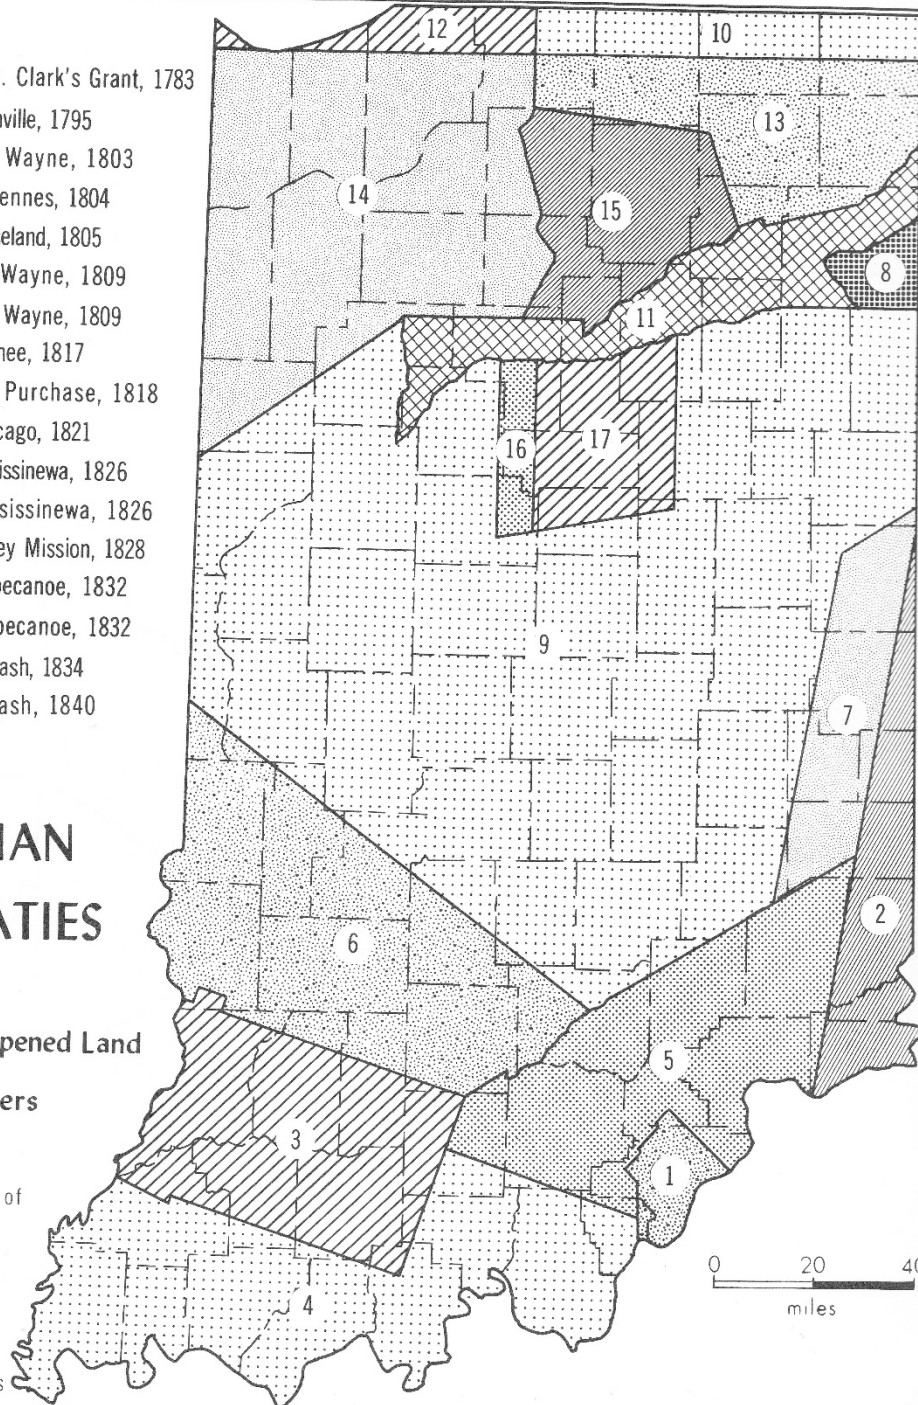 . Clark's Grant, 1783
ville, 1795
Wayne, 1803
ennes, 1804
eland, 1805
Wayne, 1809
Wayne, 1809
ee, 1817
Purchase, 1818
cago, 1821
issinewa, 1826
sissinewa, 1826
ey Mission, 1828
pecanoe, 1832
pecanoe, 1832
ash, 1834
ash, 1840
IAN
ATIES
pened Land
ers
of
s
12
10
13
14
15
8
11
16
17
9
7
2
6
5
3
1
4
0 20 40
miles